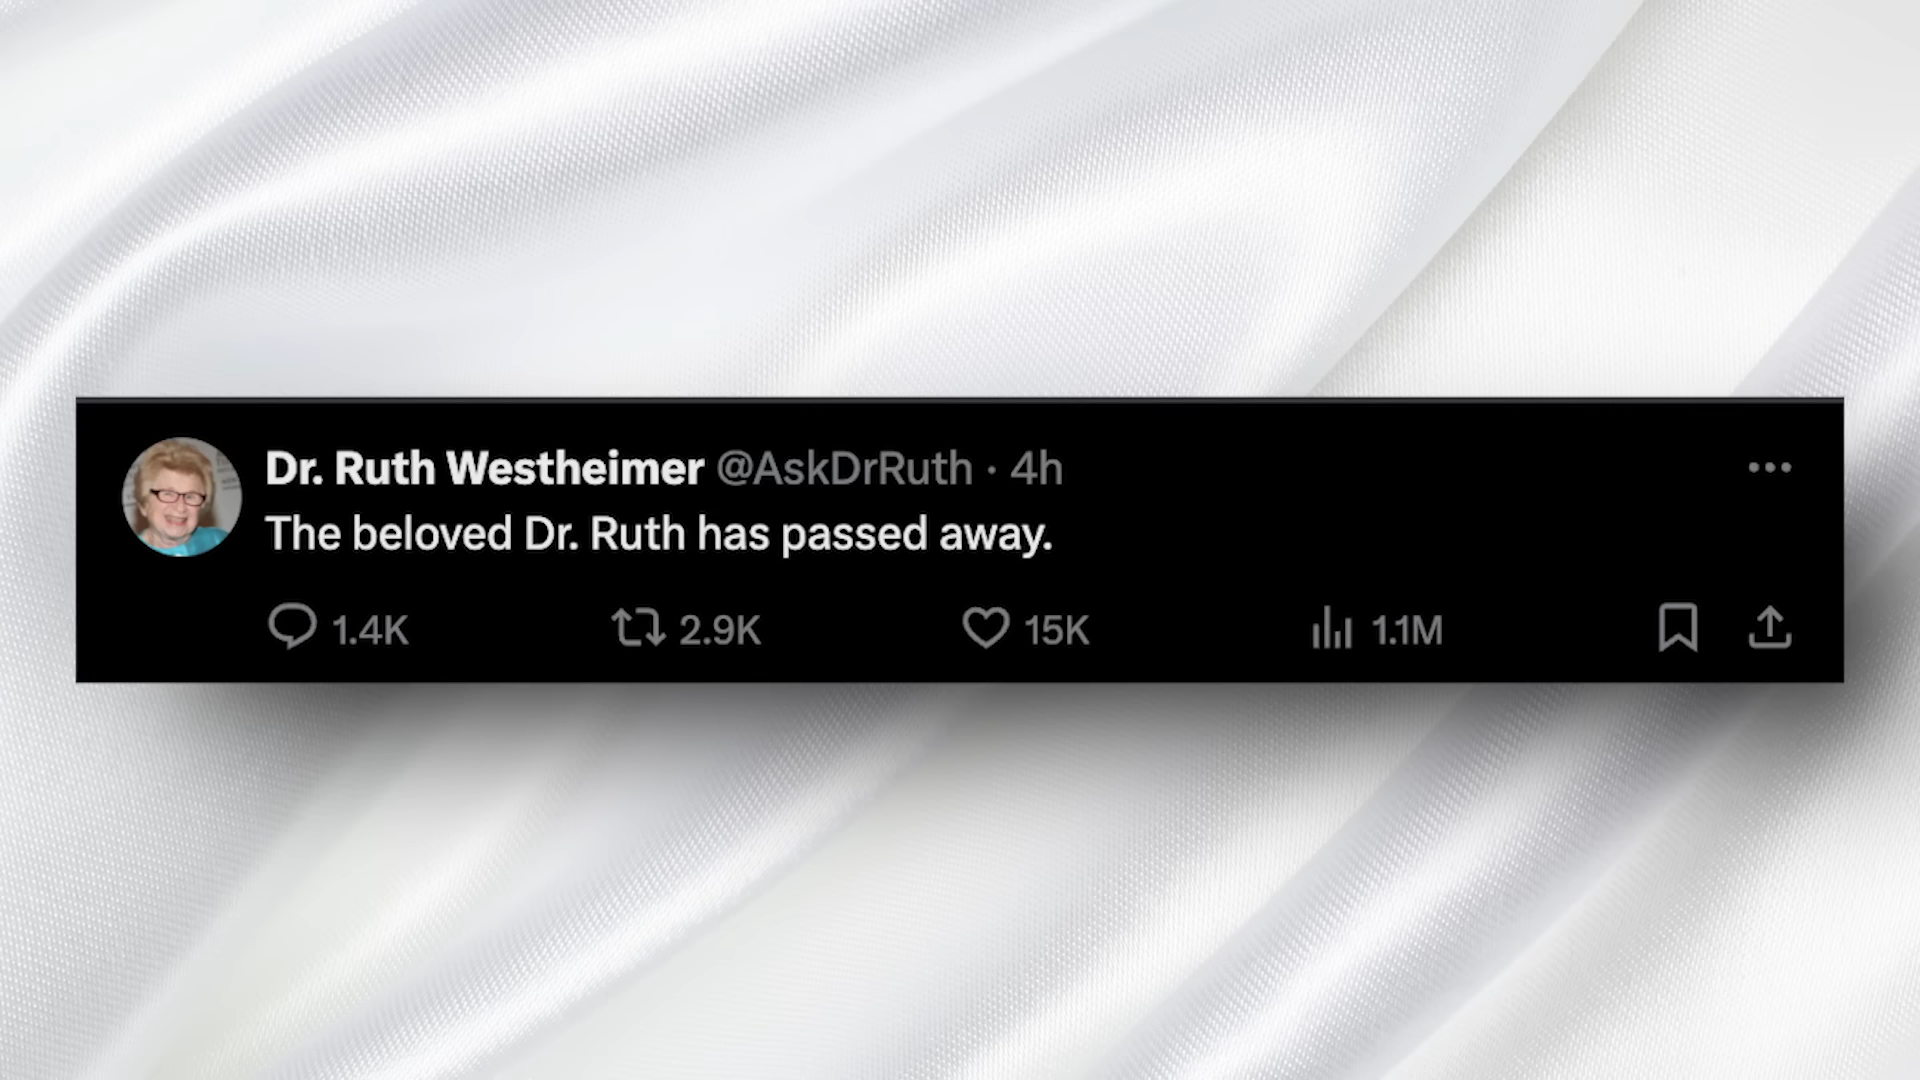 Dr. Ruth Westheimer @AskDrRuth · 4h
The beloved Dr. Ruth has passed away.
1.4K 2.9K 15K 1.1M